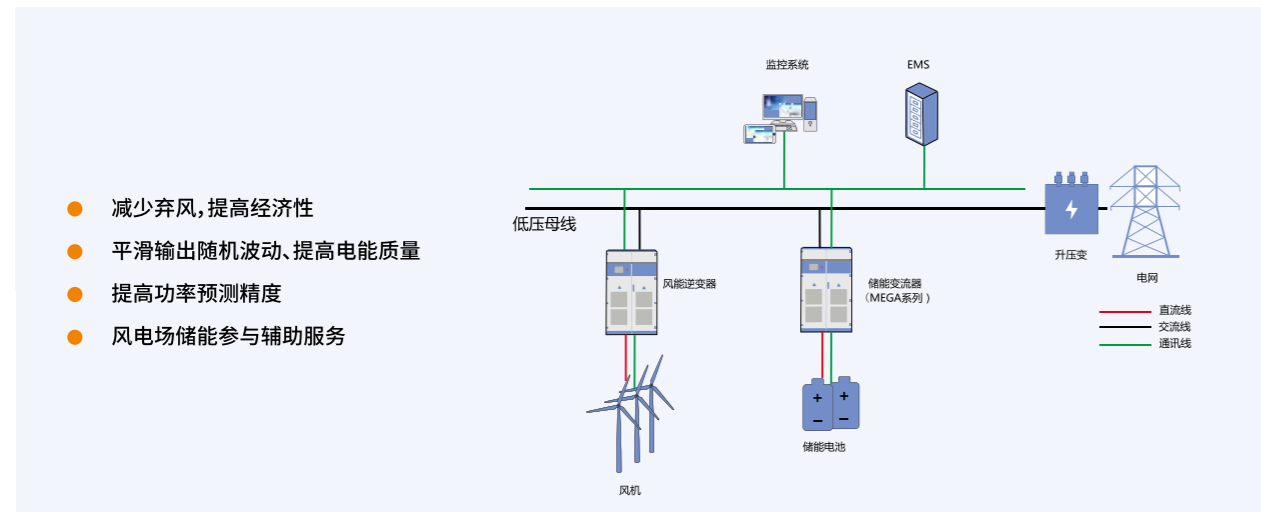 减少弃风,提高经济性
平滑输出随机波动、提高电能质量
提高功率预测精度
风电场储能参与辅助服务
监控系统
EMS
低压母线
风能逆变器
储能变流器
（MEGA系列 ）
升压变
电网
直流线
交流线
通讯线
储能电池
风机